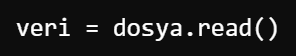 veri = dosya.read()